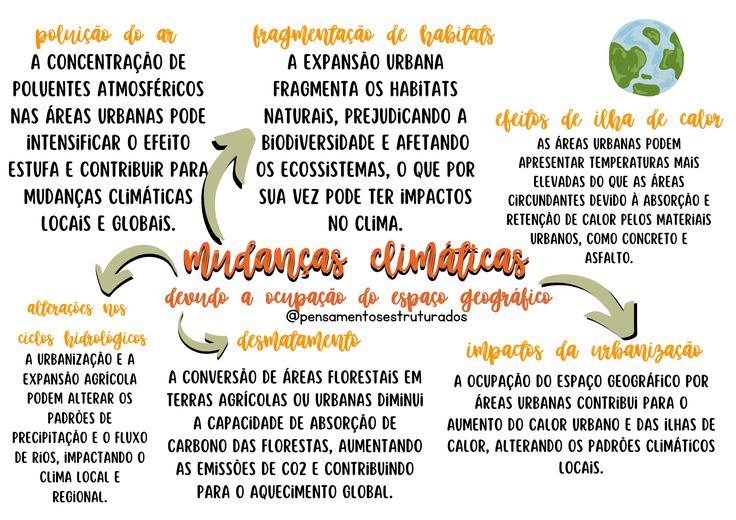 poluição do ar
A CONCENTRAÇÃO DE
POLUENTES ATMOSFÉRICOS
NAS ÁREAS URBANAS PODE
INTENSIFICAR O EFEITO
ESTUFA E CONTRIBUIR PARA
MUDANÇAS CLIMÁTICAS
LOCAIS E GLOBAIS.
fragmentação de habitats
A EXPANSÃO URBANA
FRAGMENTA OS HABITATS
NATURAIS, PREJUDICANDO A
BIODIVERSIDADE E AFETANDO
OS ECOSSISTEMAS, O QUE POR
SUA VEZ PODE TER IMPACTOS
NO CLIMA.
efeitos de ilha de calor
AS ÁREAS URBANAS PODEM
APRESENTAR TEMPERATURAS MAIS
ELEVADAS DO QUE AS ÁREAS
CIRCUNDANTES DEVIDO À ABSORÇÃO E
RETENÇÃO DE CALOR PELOS MATERIAIS
URBANOS, COMO CONCRETO E
ASFALTO.
mudanças climáticas
devudo a ocupação do espaço geográfico
@pensamentosestruturados
alterações nos
ciclos hidrológicos
A URBANIZAÇÃO E A
EXPANSÃO AGRÍCOLA
PODEM ALTERAR OS
PADRÕES DE
PRECIPITAÇÃO E O FLUXO
DE RIOS, IMPACTANDO O
CLIMA LOCAL E
REGIONAL.
desmatamento
A CONVERSÃO DE ÁREAS FLORESTAIS EM
TERRAS AGRÍCOLAS OU URBANAS DIMINUI
A CAPACIDADE DE ABSORÇÃO DE
CARBONO DAS FLORESTAS, AUMENTANDO
AS EMISSÕES DE CO2 E CONTRIBUINDO
PARA O AQUECIMENTO GLOBAL.
impactos da urbanização
A OCUPAÇÃO DO ESPAÇO GEOGRÁFICO POR
ÁREAS URBANAS CONTRIBUI PARA O
AUMENTO DO CALOR URBANO E DAS ILHAS DE
CALOR, ALTERANDO OS PADRÕES CLIMÁTICOS
LOCAIS.